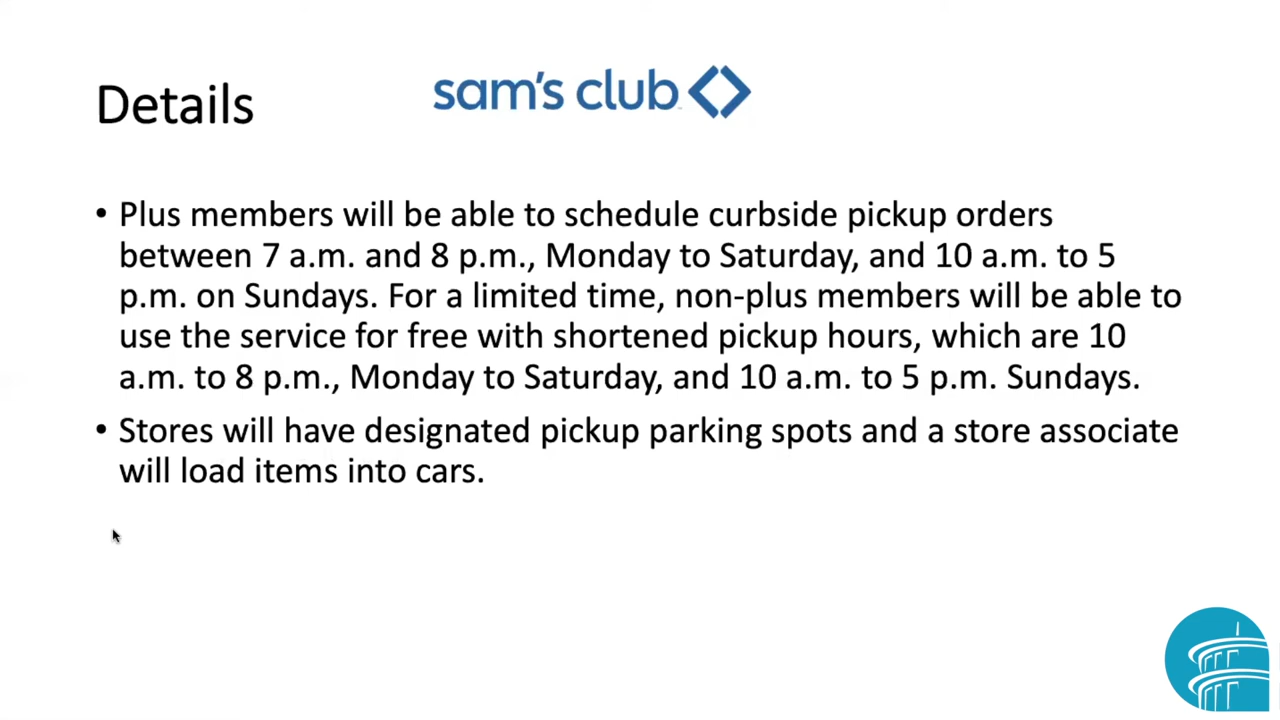 Details
sam's club
• Plus members will be able to schedule curbside pickup orders
between 7 a.m. and 8 p.m., Monday to Saturday, and 10 a.m. to 5
p.m. on Sundays. For a limited time, non-plus members will be able to
use the service for free with shortened pickup hours, which are 10
a.m. to 8 p.m., Monday to Saturday, and 10 a.m. to 5 p.m. Sundays.
• Stores will have designated pickup parking spots and a store associate
will load items into cars.